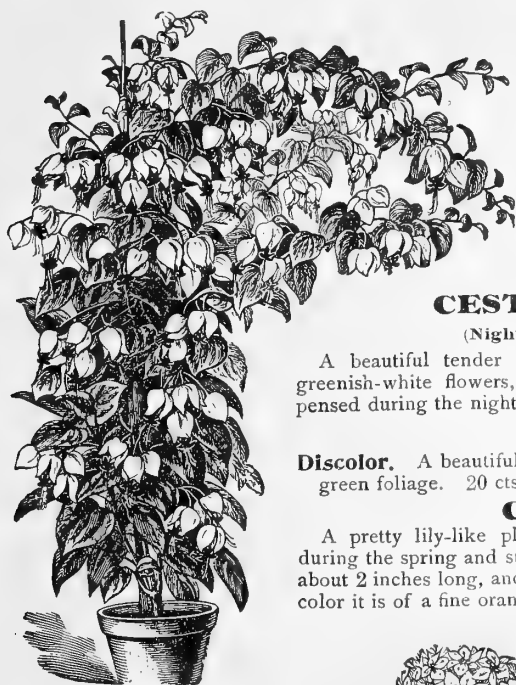 CEST
(Nigh
A beautiful tender
greenish-white flowers,
pensed during the night
Discolor. A beautiful
green foliage. 20 cts
C
A pretty lily-like pl
during the spring and s
about 2 inches long, and
color it is of a fine oran